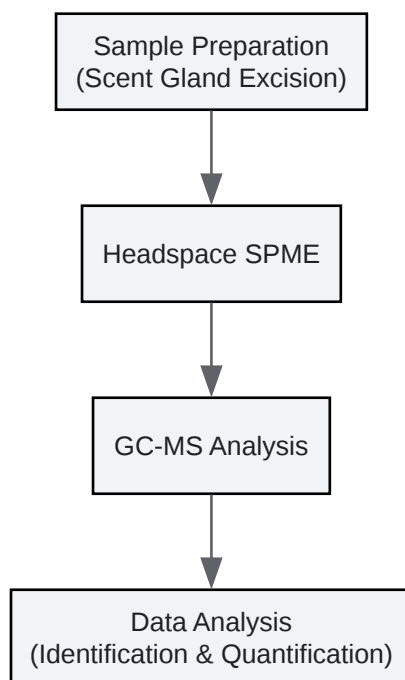 Sample Preparation
(Scent Gland Excision)
Headspace SPME
GC-MS Analysis
Data Analysis
(Identification & Quantification)